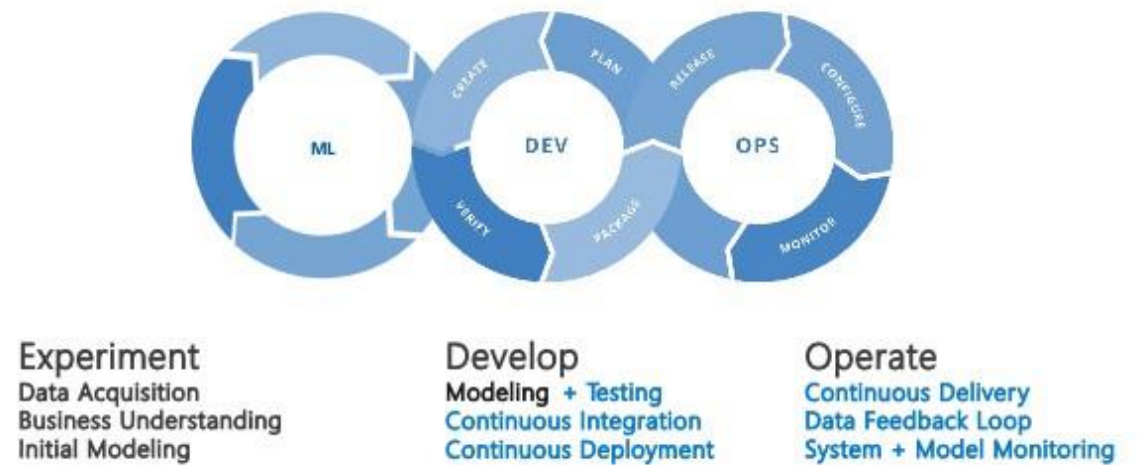 ML
DEV
OPS
CREATE
PLAN
VERIFY
PACKAGE
RELEASE
CONFIGURE
MONITOR
Experiment
Data Acquisition
Business Understanding
Initial Modeling
Develop
Modeling + Testing
Continuous Integration
Continuous Deployment
Operate
Continuous Delivery
Data Feedback Loop
System + Model Monitoring